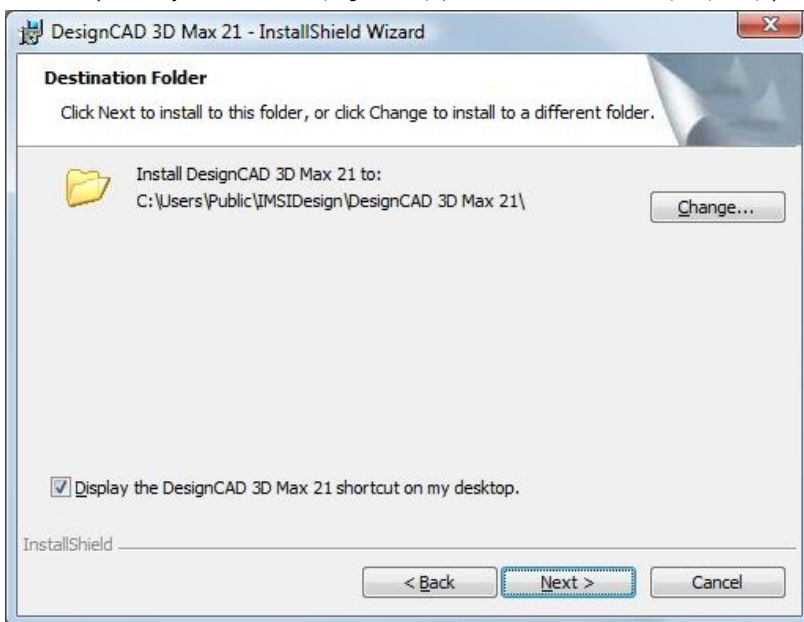 DesignCAD 3D Max 21 - InstallShield Wizard
Destination Folder
Click Next to install to this folder, or click Change to install to a different folder.
Install DesignCAD 3D Max 21 to:
C:\Users\Public\IMSIDesign\DesignCAD 3D Max 21\
Change...
Display the DesignCAD 3D Max 21 shortcut on my desktop.
InstallShield
< Back
Next >
Cancel